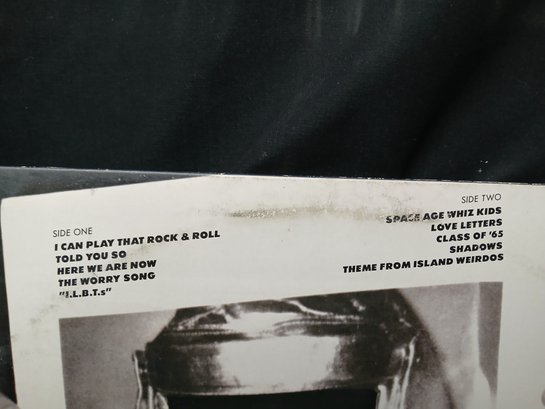 SIDE ONE
I CAN PLAY THAT ROCK & ROLL
TOLD YOU SO
HERE WE ARE NOW
THE WORRY SONG
"I.L.B.T.s"
SIDE TWO
SPACE AGE WHIZ KIDS
LOVE LETTERS
CLASS OF '65
SHADOWS
THEME FROM ISLAND WEIRDOS